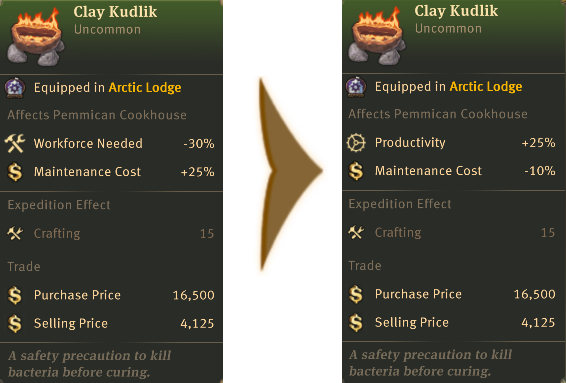 Clay Kudlik
Uncommon
Equipped in Arctic Lodge
Affects Pemmican Cookhouse
Workforce Needed -30%
Maintenance Cost +25%
Expedition Effect
Crafting 15
Trade
Purchase Price 16,500
Selling Price 4,125
A safety precaution to kill
bacteria before curing.
Clay Kudlik
Uncommon
Equipped in Arctic Lodge
Affects Pemmican Cookhouse
Productivity +25%
Maintenance Cost -10%
Expedition Effect
Crafting 15
Trade
Purchase Price 16,500
Selling Price 4,125
A safety precaution to kill
bacteria before curing.